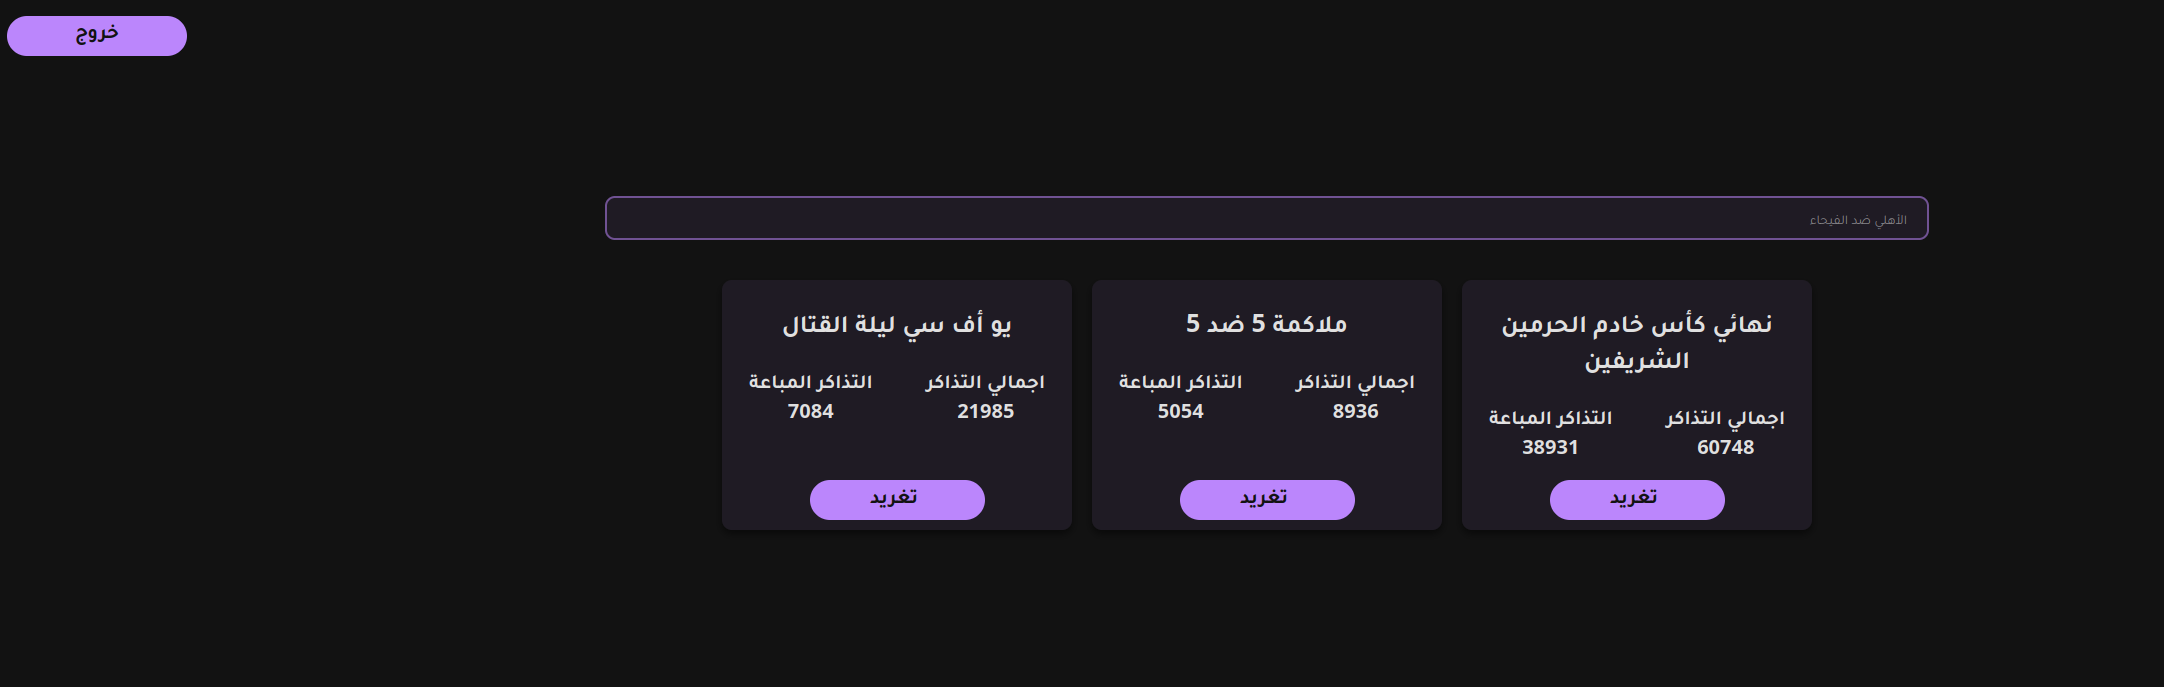 خروج
الأهلي ضد الفيحاء
نهائي كأس خادم الحرمين
الشريفين
اجمالي التذاكر
60748
التذاكر المباعة
38931
تغريد
ملاكمة 5 ضد 5
اجمالي التذاكر
8936
التذاكر المباعة
5054
تغريد
يو أف سي ليلة القتال
اجمالي التذاكر
21985
التذاكر المباعة
7084
تغريد